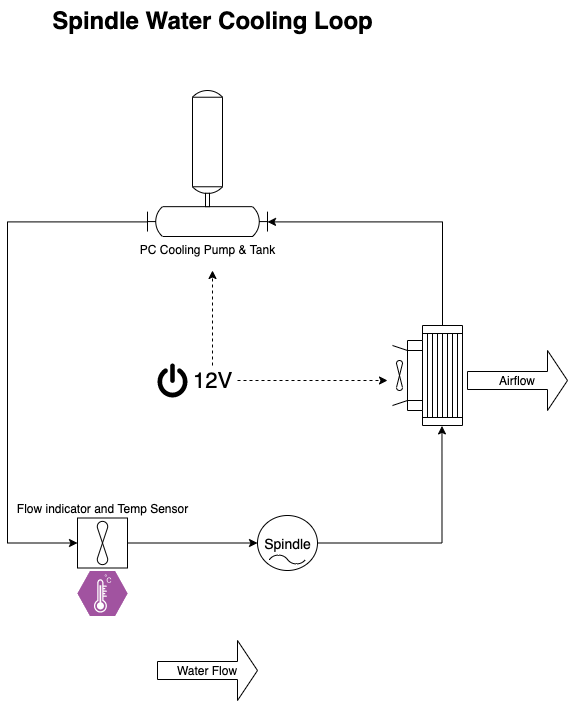 Spindle Water Cooling Loop
PC Cooling Pump & Tank
12V
Airflow
Flow indicator and Temp Sensor
Spindle
°C
Water Flow